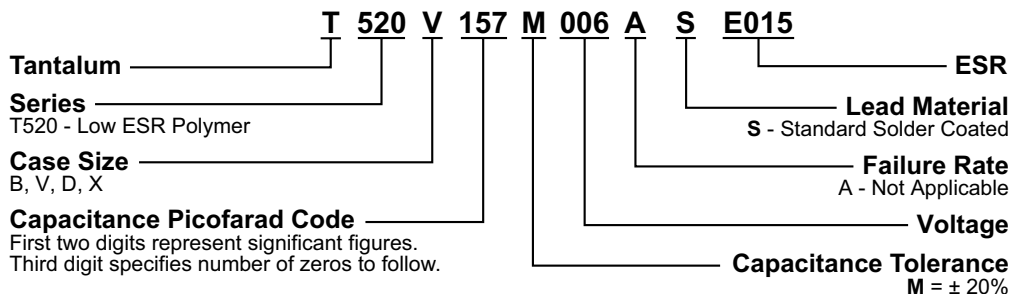 T 520 V 157 M 006 A S E015
Tantalum
Series
T520 - Low ESR Polymer
Case Size
B, V, D, X
Capacitance Picofarad Code
First two digits represent significant figures.
Third digit specifies number of zeros to follow.
ESR
Lead Material
S - Standard Solder Coated
Failure Rate
A - Not Applicable
Voltage
Capacitance Tolerance
M = ± 20%